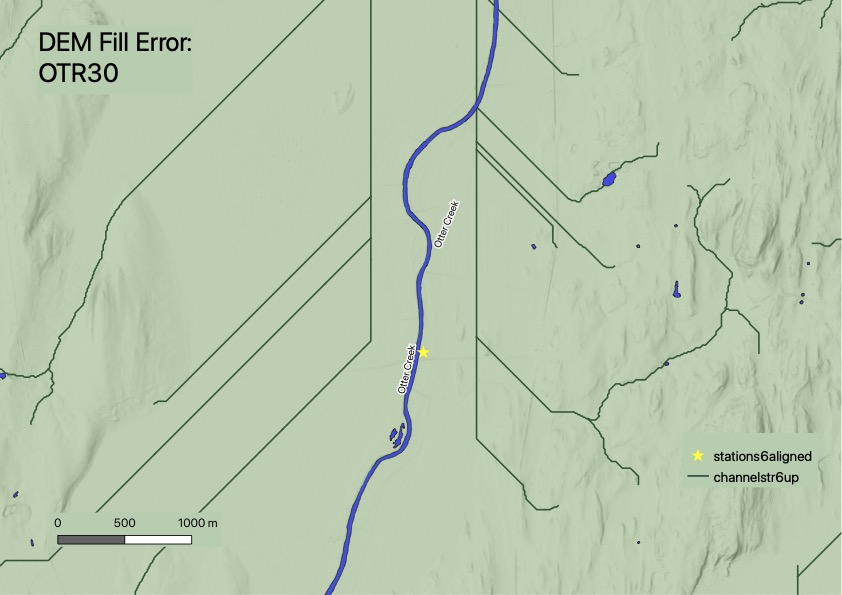 DEM Fill Error:
OTR30
Otter Creek
Otter Creek
stations6aligned
channelstr6up
0 500 1000 m